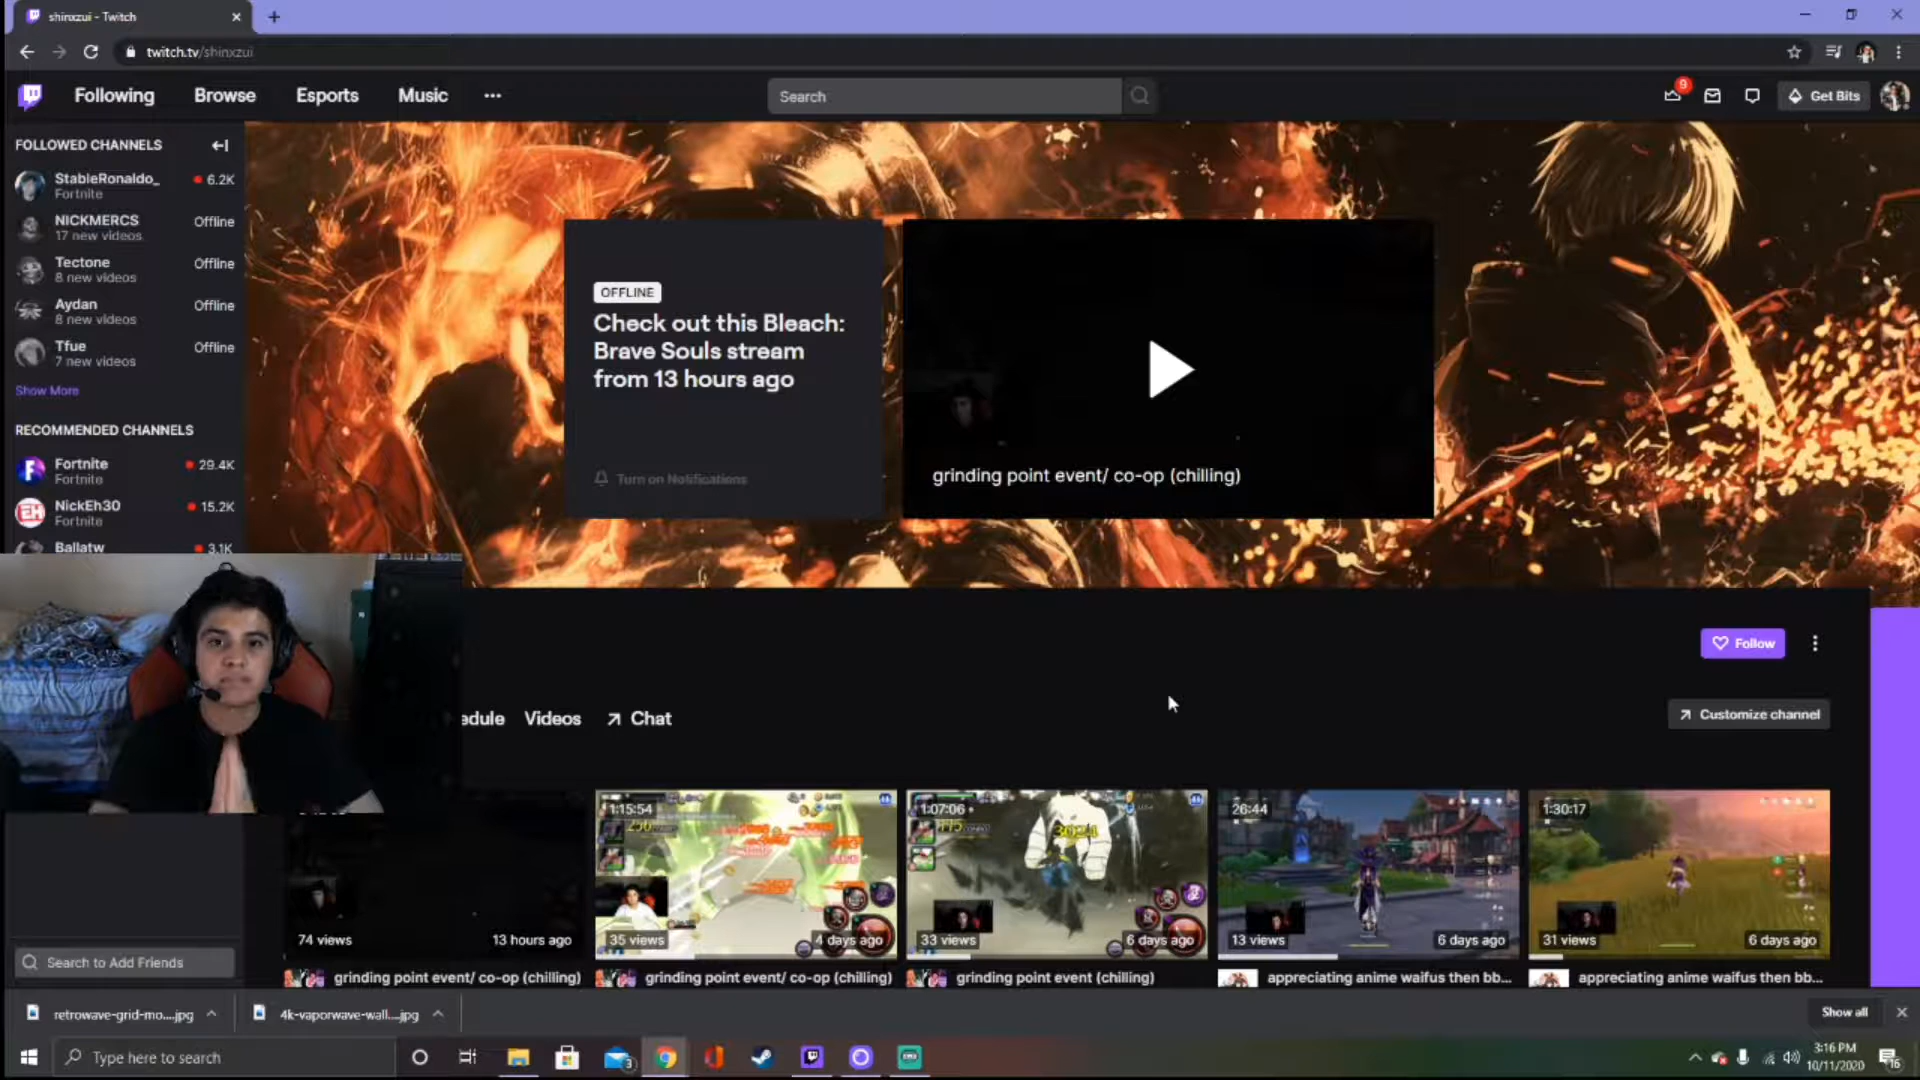 shinxzui - Twitch
twitch.tv/shinxzui
Following
Browse
Esports
Music
Search
9
Get Bits
FOLLOWED CHANNELS
StableRonaldo_
6.2K
Fortnite
NICKMERCS
Offline
17 new videos
Tectone
Offline
8 new videos
Aydan
Offline
8 new videos
Tfue
Offline
7 new videos
Show More
RECOMMENDED CHANNELS
Fortnite
29.4K
Fortnite
NickEh30
15.2K
Fortnite
Ballatw
3.1K
OFFLINE
Check out this Bleach:
Brave Souls stream
from 13 hours ago
Turn on Notifications
grinding point event/ co-op (chilling)
Follow
edule
Videos
Chat
Customize channel
74 views
13 hours ago
grinding point event/ co-op (chilling)
1:15:54
35 views
4 days ago
grinding point event/ co-op (chilling)
1:07:06
33 views
6 days ago
grinding point event (chilling)
26:44
13 views
6 days ago
appreciating anime waifus then bb...
1:30:17
31 views
6 days ago
appreciating anime waifus then bb...
Search to Add Friends
retrowave-grid-mo....jpg
4k-vaporwave-wall....jpg
Show all
Type here to search
3
3:16 PM
10/11/2020
16